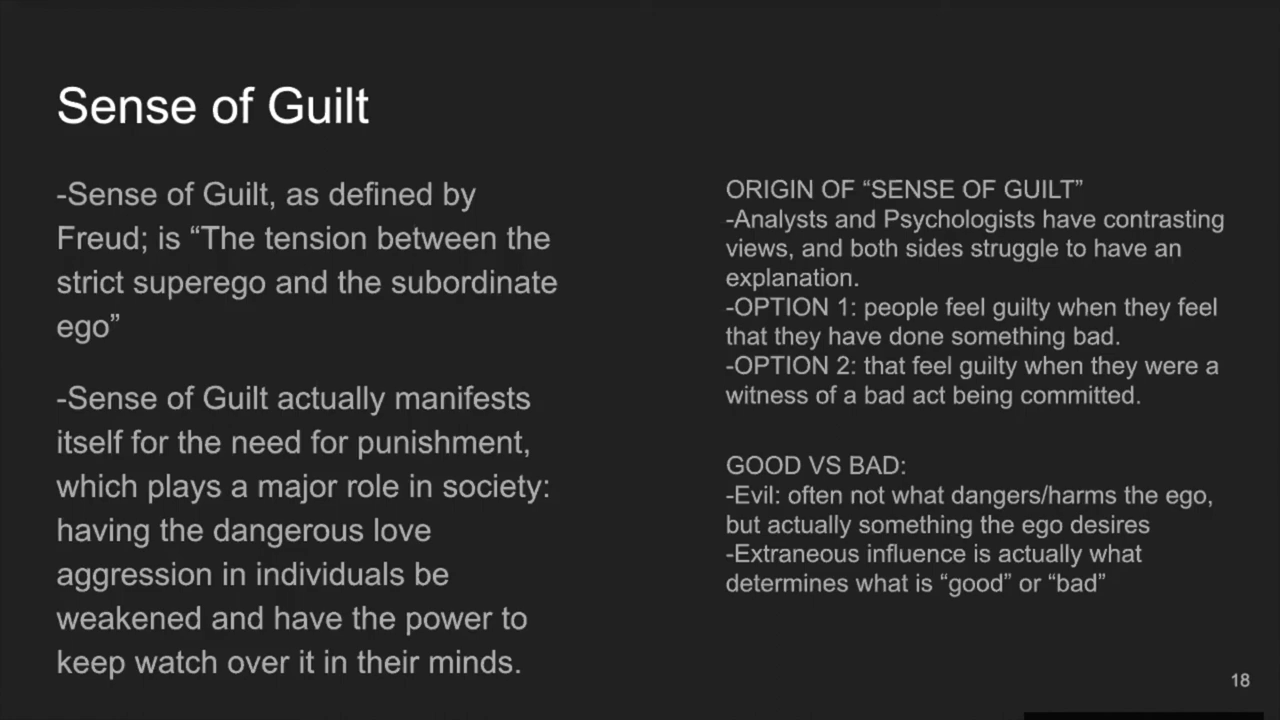 Sense of Guilt
-Sense of Guilt, as defined by
Freud; is “The tension between the
strict superego and the subordinate
ego”
-Sense of Guilt actually manifests
itself for the need for punishment,
which plays a major role in society:
having the dangerous love
aggression in individuals be
weakened and have the power to
keep watch over it in their minds.
ORIGIN OF “SENSE OF GUILT”
-Analysts and Psychologists have contrasting
views, and both sides struggle to have an
explanation.
-OPTION 1: people feel guilty when they feel
that they have done something bad.
-OPTION 2: that feel guilty when they were a
witness of a bad act being committed.
GOOD VS BAD:
-Evil: often not what dangers/harms the ego,
but actually something the ego desires
-Extraneous influence is actually what
determines what is “good” or “bad”
18